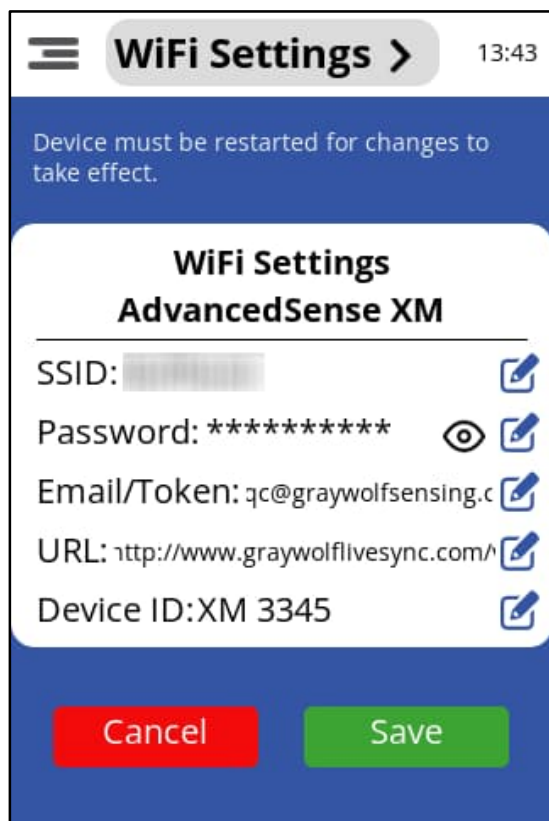 WiFi Settings >
13:43
Device must be restarted for changes to
take effect.
WiFi Settings
AdvancedSense XM
SSID:
Password: **********
Email/Token: qc@graywolfsensing.c
URL: http://www.graywolflivesync.com/
Device ID:XM 3345
Cancel
Save